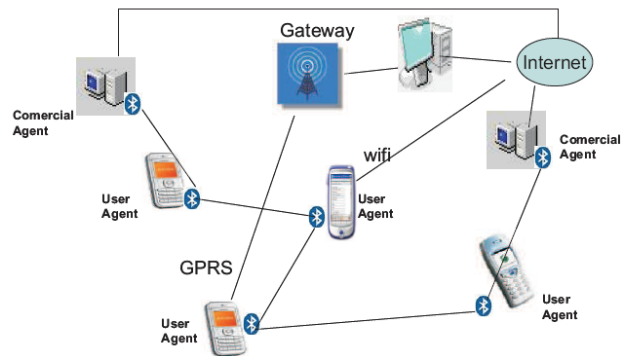 Gateway
Internet
Comercial
Agent
wifi
Comercial
Agent
User
Agent
User
Agent
GPRS
User
Agent
User
Agent